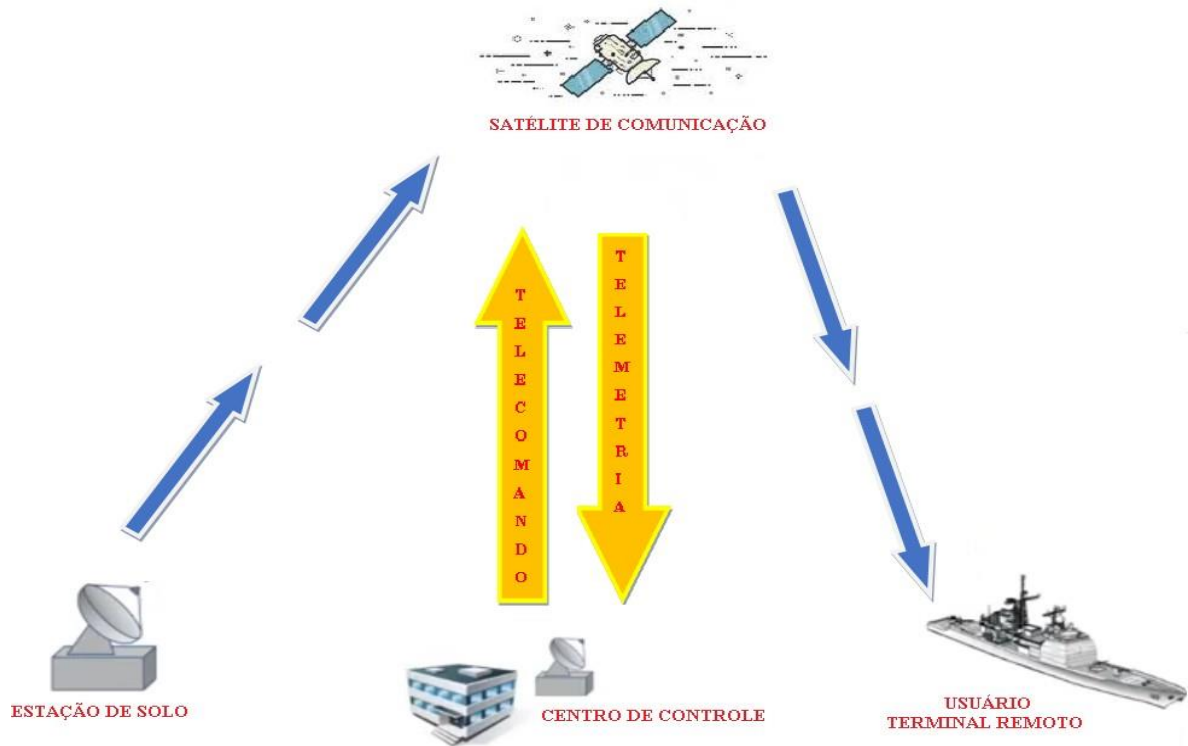 SATÉLITE DE COMUNICAÇÃO
TELECOMANDO
TELEMETRIA
ESTAÇÃO DE SOLO
CENTRO DE CONTROLE
USUÁRIO
TERMINAL REMOTO